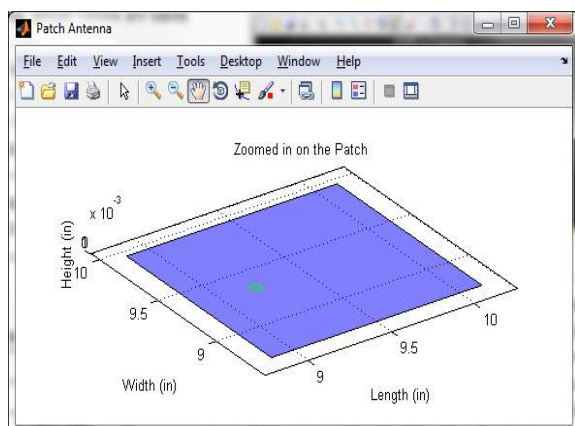 Patch Antenna
File Edit View Insert Tools Desktop Window Help
Zoomed in on the Patch
x 10⁻³
0
10
9.5
9
9
9.5
10
Height (in)
Width (in)
Length (in)